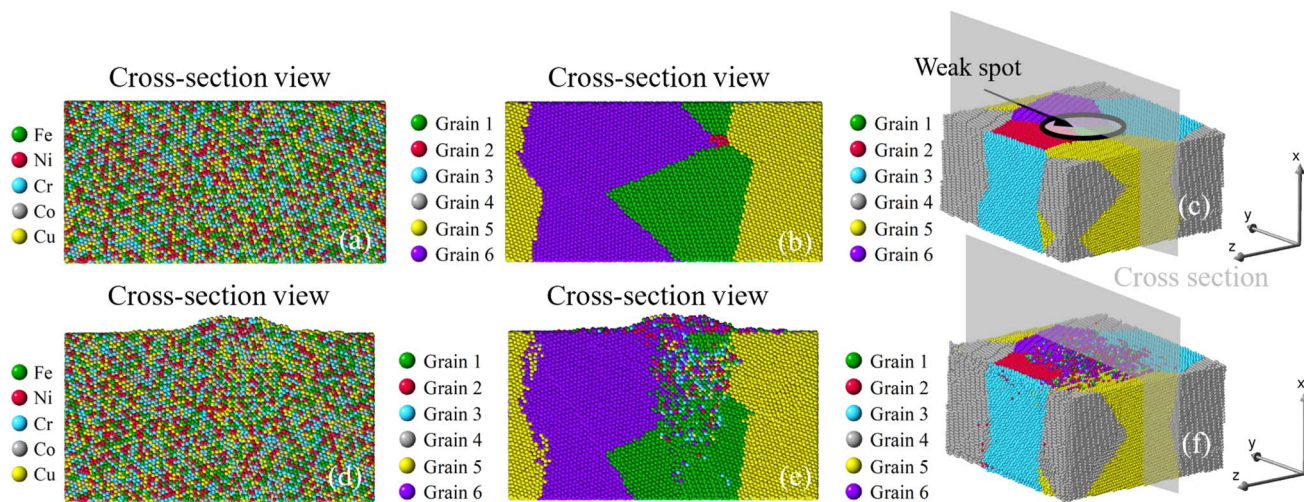 Cross-section view
Fe
Ni
Cr
Co
Cu
(a)
Cross-section view
Grain 1
Grain 2
Grain 3
Grain 4
Grain 5
Grain 6
(b)
Weak spot
Grain 1
Grain 2
Grain 3
Grain 4
Grain 5
Grain 6
(c)
x
y
z
Cross section
Cross-section view
Fe
Ni
Cr
Co
Cu
(d)
Cross-section view
Grain 1
Grain 2
Grain 3
Grain 4
Grain 5
Grain 6
(e)
Grain 1
Grain 2
Grain 3
Grain 4
Grain 5
Grain 6
(f)
x
y
z